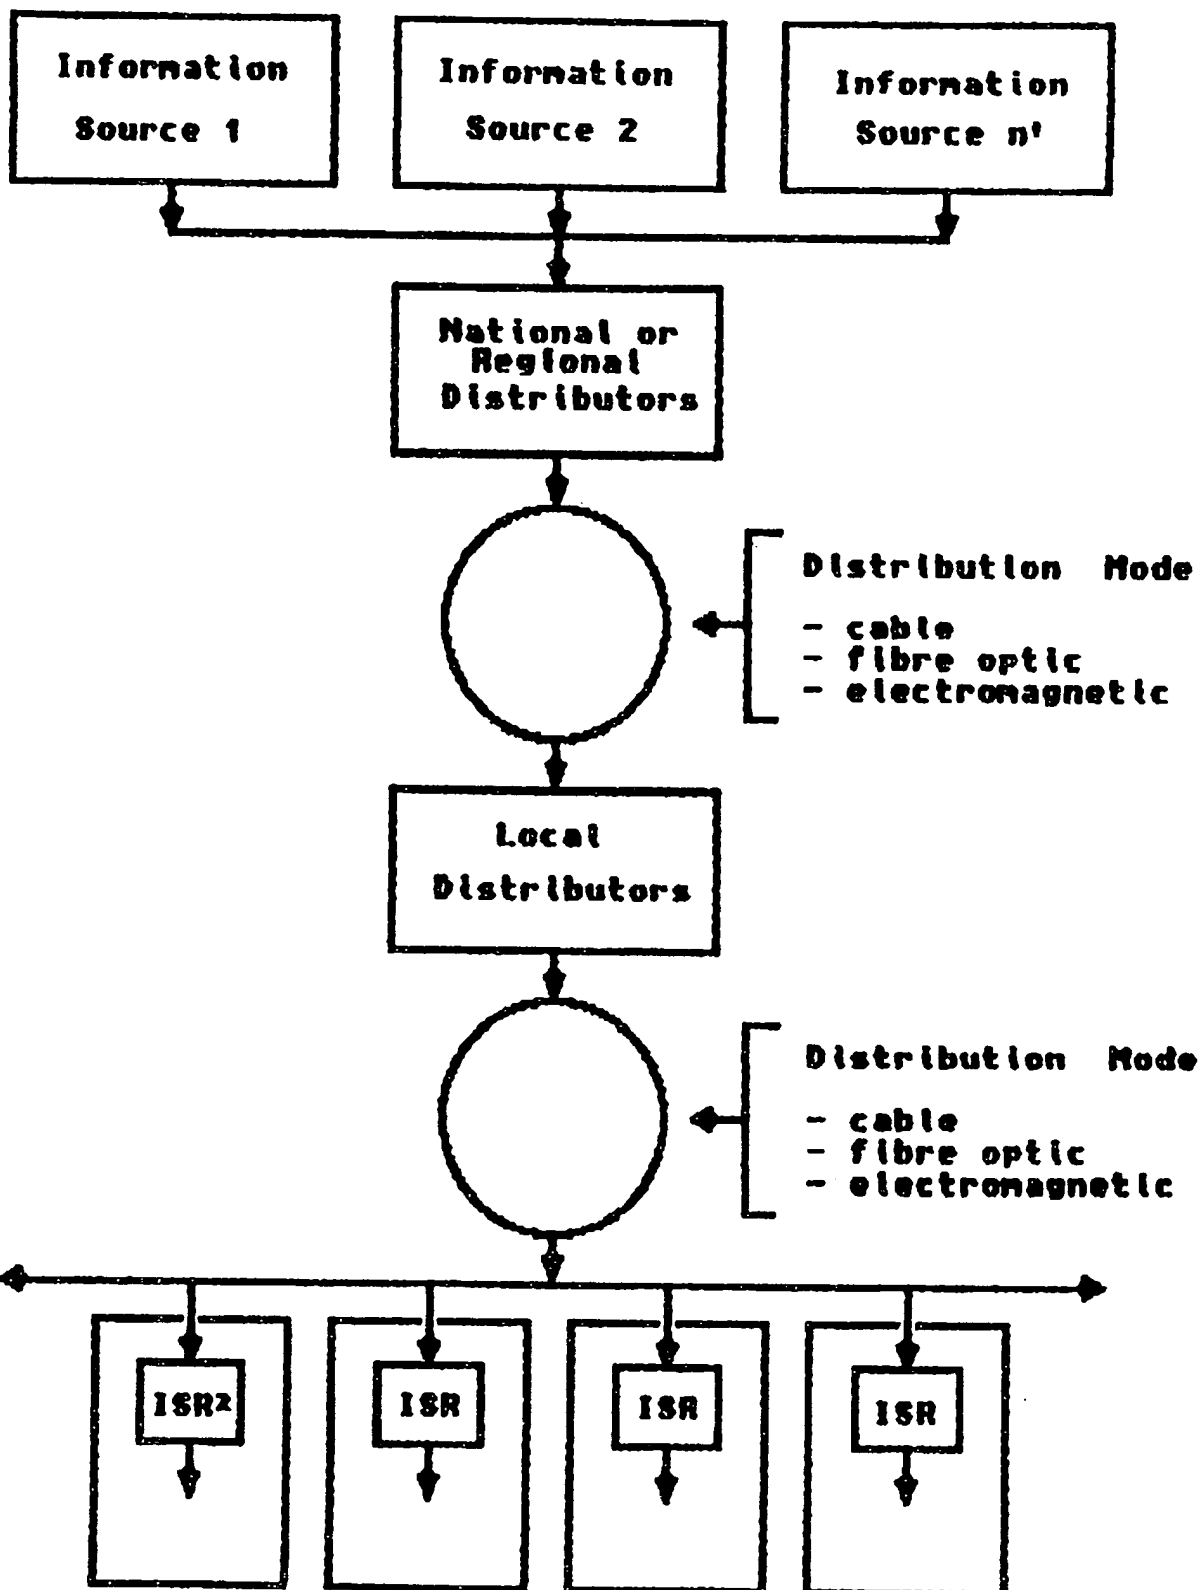 Information
Source 1
Information
Source 2
Information
Source n'
National or
Regional
Distributors
Distribution Mode
- cable
- fibre optic
- electromagnetic
Local
Distributors
Distribution Mode
- cable
- fibre optic
- electromagnetic
ISR²
ISR
ISR
ISR